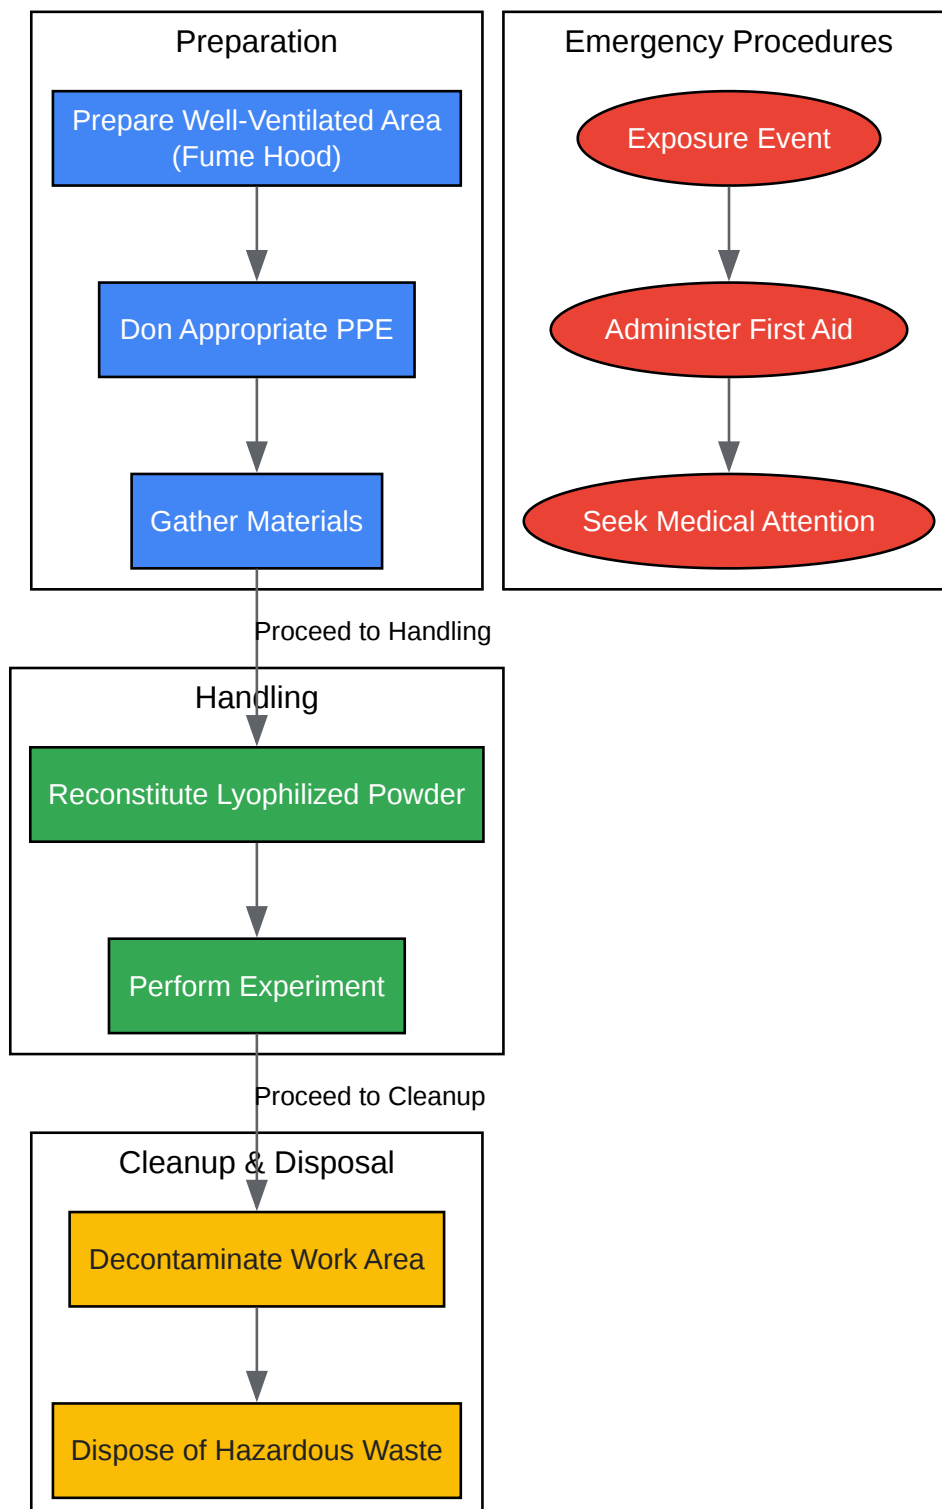 Preparation
Prepare Well-Ventilated Area
(Fume Hood)
Don Appropriate PPE
Gather Materials
Emergency Procedures
Exposure Event
Administer First Aid
Seek Medical Attention
Proceed to Handling
Handling
Reconstitute Lyophilized Powder
Perform Experiment
Proceed to Cleanup
Cleanup & Disposal
Decontaminate Work Area
Dispose of Hazardous Waste